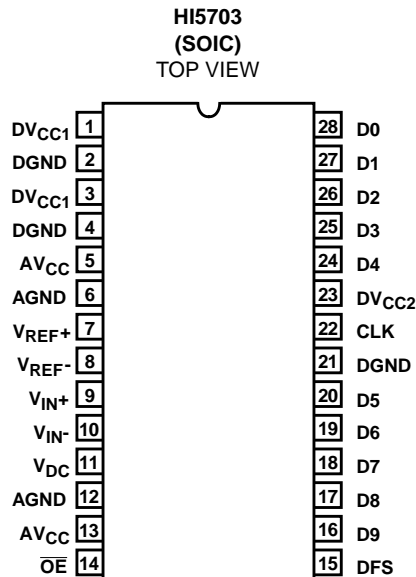 HI5703
(SOIC)
TOP VIEW
DVCC1 1 28 D0
DGND 2 27 D1
DVCC1 3 26 D2
DGND 4 25 D3
AVCC 5 24 D4
AGND 6 23 DVCC2
VREF+ 7 22 CLK
VREF- 8 21 DGND
VIN+ 9 20 D5
VIN- 10 19 D6
VDC 11 18 D7
AGND 12 17 D8
AVCC 13 16 D9
OE 14 15 DFS